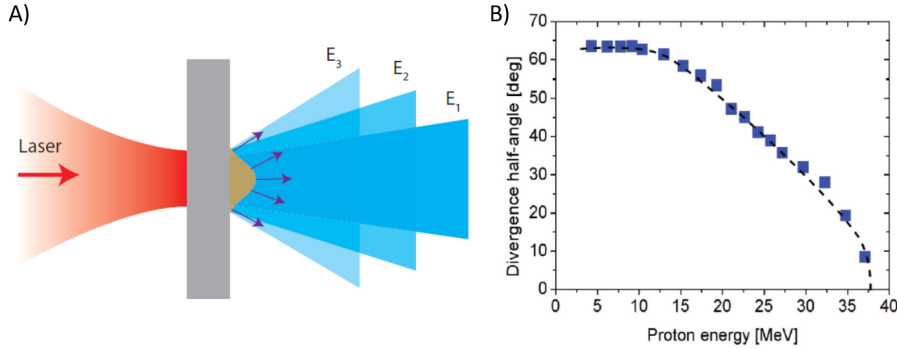 A)
Laser
E3
E2
E1
B)
Divergence half-angle [deg]
70
60
50
40
30
20
10
0
0 5 10 15 20 25 30 35 40
Proton energy [MeV]